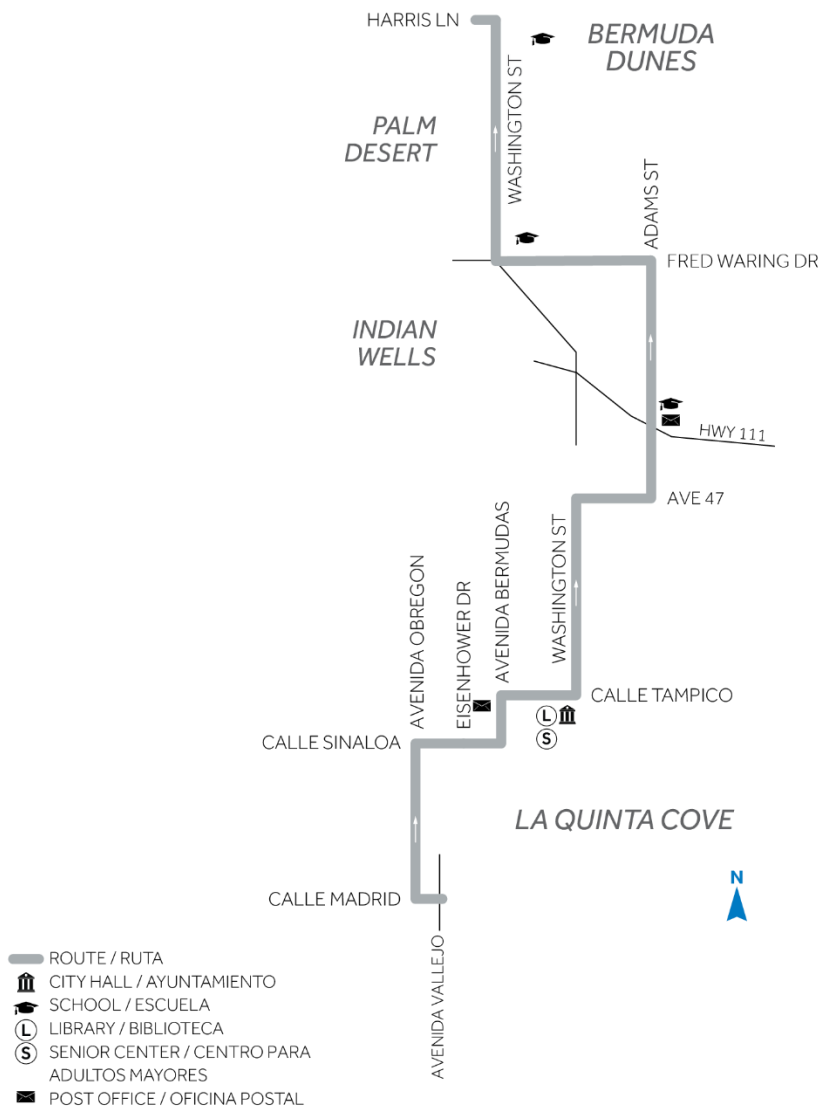 HARRIS LN
BERMUDA
DUNES
WASHINGTON ST
PALM
DESERT
ADAMS ST
FRED WARING DR
INDIAN
WELLS
HWY 111
AVE 47
AVENIDA OBREGON
EISENHOWER DR
AVENIDA BERMUDAS
WASHINGTON ST
CALLE TAMPICO
L
S
CALLE SINALOA
LA QUINTA COVE
N
CALLE MADRID
AVENIDA VALLEJO
ROUTE / RUTA
CITY HALL / AYUNTAMIENTO
SCHOOL / ESCUELA
L LIBRARY / BIBLIOTECA
S SENIOR CENTER / CENTRO PARA
ADULTOS MAYORES
POST OFFICE / OFICINA POSTAL